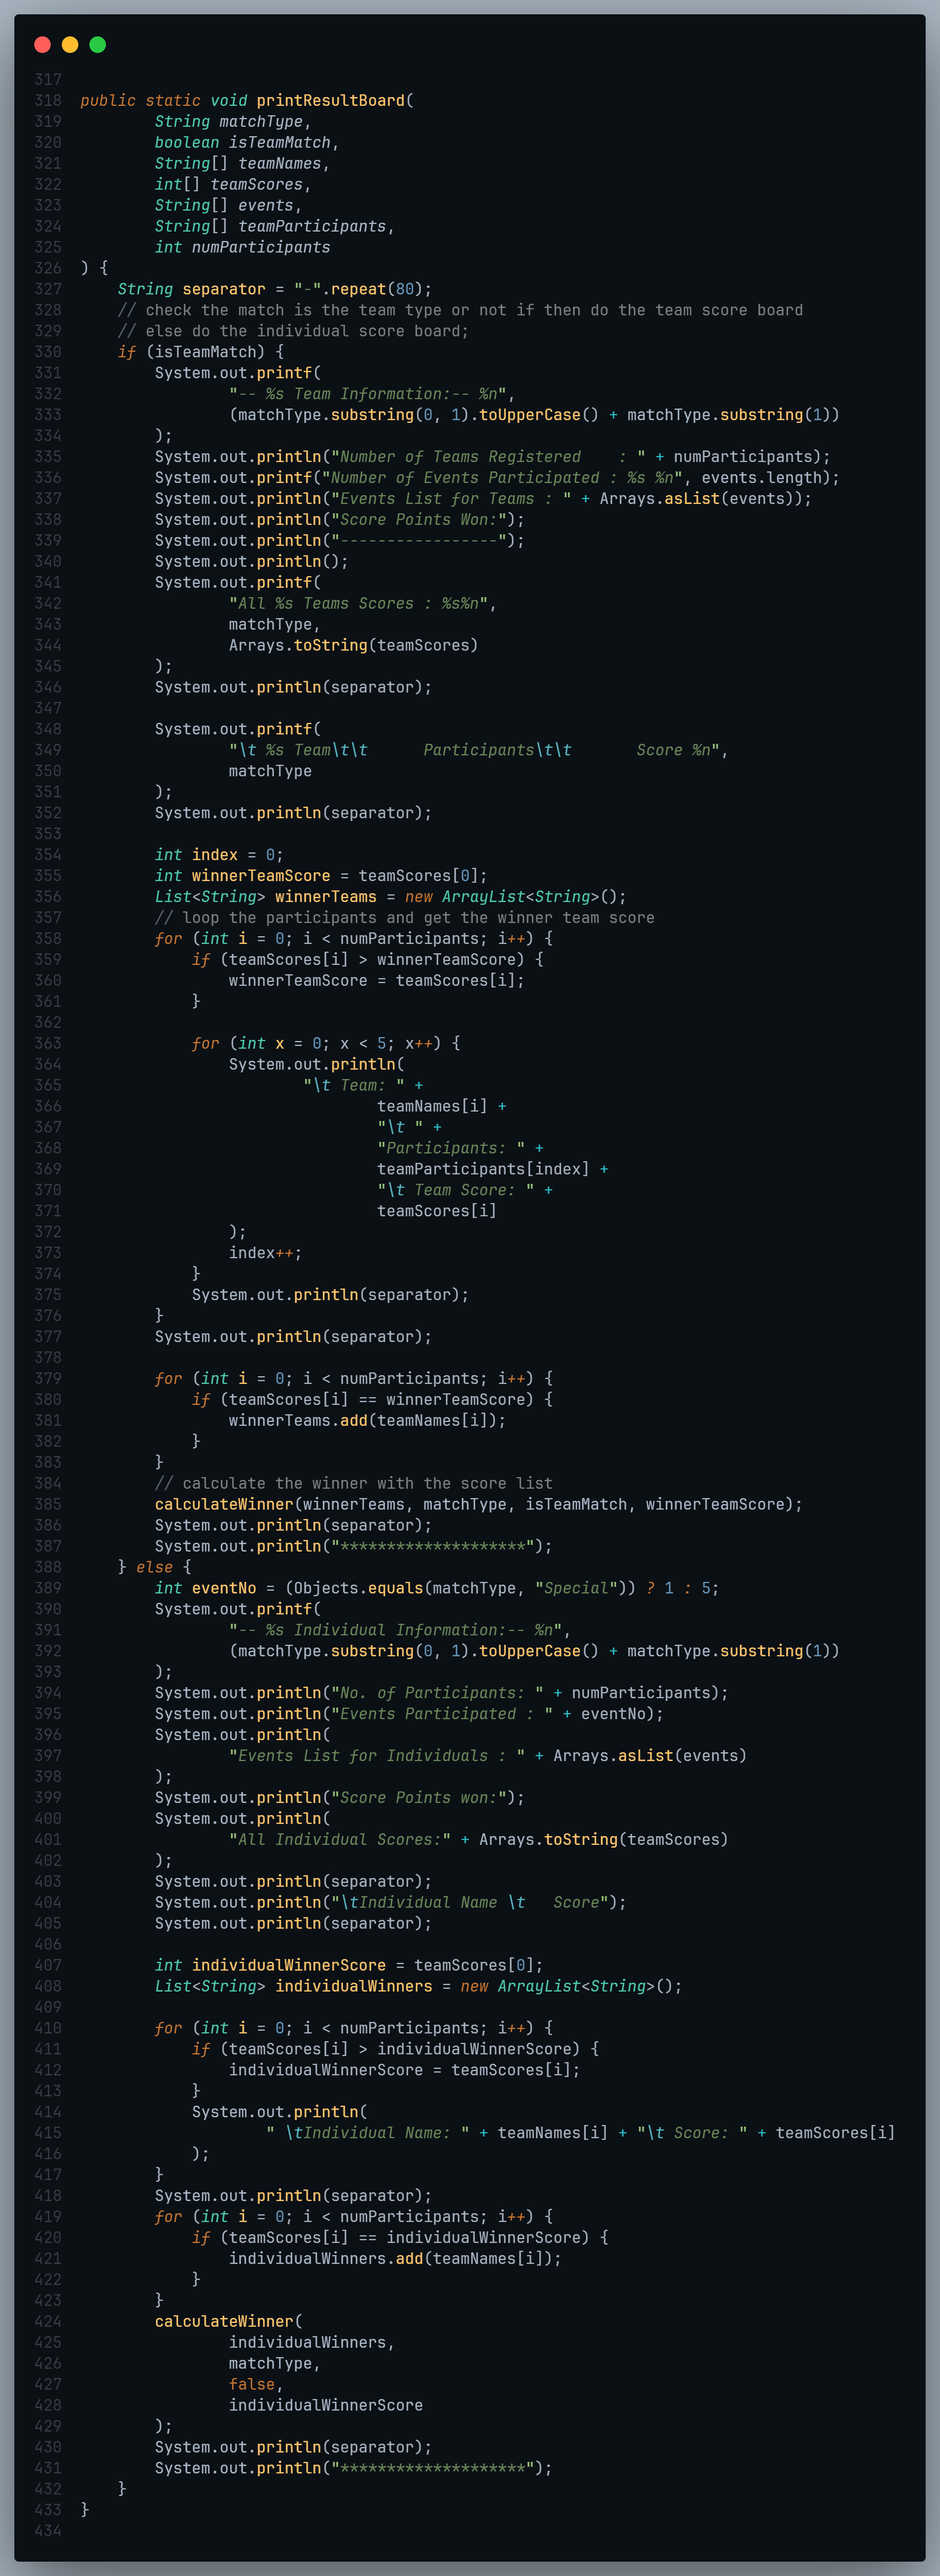 317
318 public static void printResultBoard(
319         String matchType,
320         boolean isTeamMatch,
321         String[] teamNames,
322         int[] teamScores,
323         String[] events,
324         String[] teamParticipants,
325         int numParticipants
326 ) {
327     String separator = "-".repeat(80);
328     // check the match is the team type or not if then do the team score board
329     // else do the individual score board;
330     if (isTeamMatch) {
331         System.out.printf(
332                 "-- %s Team Information:-- %n",
333                 (matchType.substring(0, 1).toUpperCase() + matchType.substring(1))
334         );
335         System.out.println("Number of Teams Registered    : " + numParticipants);
336         System.out.printf("Number of Events Participated : %s %n", events.length);
337         System.out.println("Events List for Teams : " + Arrays.asList(events));
338         System.out.println("Score Points Won:");
339         System.out.println("-----------------");
340         System.out.println();
341         System.out.printf(
342                 "All %s Teams Scores : %s%n",
343                 matchType,
344                 Arrays.toString(teamScores)
345         );
346         System.out.println(separator);
347
348         System.out.printf(
349                 "\t %s Team\t\t      Participants\t\t       Score %n",
350                 matchType
351         );
352         System.out.println(separator);
353
354         int index = 0;
355         int winnerTeamScore = teamScores[0];
356         List<String> winnerTeams = new ArrayList<String>();
357         // loop the participants and get the winner team score
358         for (int i = 0; i < numParticipants; i++) {
359             if (teamScores[i] > winnerTeamScore) {
360                 winnerTeamScore = teamScores[i];
361             }
362
363             for (int x = 0; x < 5; x++) {
364                 System.out.println(
365                         "\t Team: " +
366                                 teamNames[i] +
367                                 "\t " +
368                                 "Participants: " +
369                                 teamParticipants[index] +
370                                 "\t Team Score: " +
371                                 teamScores[i]
372                 );
373                 index++;
374             }
375             System.out.println(separator);
376         }
377         System.out.println(separator);
378
379         for (int i = 0; i < numParticipants; i++) {
380             if (teamScores[i] == winnerTeamScore) {
381                 winnerTeams.add(teamNames[i]);
382             }
383         }
384         // calculate the winner with the score list
385         calculateWinner(winnerTeams, matchType, isTeamMatch, winnerTeamScore);
386         System.out.println(separator);
387         System.out.println("********************");
388     } else {
389         int eventNo = (Objects.equals(matchType, "Special")) ? 1 : 5;
390         System.out.printf(
391                 "-- %s Individual Information:-- %n",
392                 (matchType.substring(0, 1).toUpperCase() + matchType.substring(1))
393         );
394         System.out.println("No. of Participants: " + numParticipants);
395         System.out.println("Events Participated : " + eventNo);
396         System.out.println(
397                 "Events List for Individuals : " + Arrays.asList(events)
398         );
399         System.out.println("Score Points won:");
400         System.out.println(
401                 "All Individual Scores:" + Arrays.toString(teamScores)
402         );
403         System.out.println(separator);
404         System.out.println("\tIndividual Name \t   Score");
405         System.out.println(separator);
406
407         int individualWinnerScore = teamScores[0];
408         List<String> individualWinners = new ArrayList<String>();
409
410         for (int i = 0; i < numParticipants; i++) {
411             if (teamScores[i] > individualWinnerScore) {
412                 individualWinnerScore = teamScores[i];
413             }
414             System.out.println(
415                     " \tIndividual Name: " + teamNames[i] + "\t Score: " + teamScores[i]
416             );
417         }
418         System.out.println(separator);
419         for (int i = 0; i < numParticipants; i++) {
420             if (teamScores[i] == individualWinnerScore) {
421                 individualWinners.add(teamNames[i]);
422             }
423         }
424         calculateWinner(
425                 individualWinners,
426                 matchType,
427                 false,
428                 individualWinnerScore
429         );
430         System.out.println(separator);
431         System.out.println("********************");
432     }
433 }
434